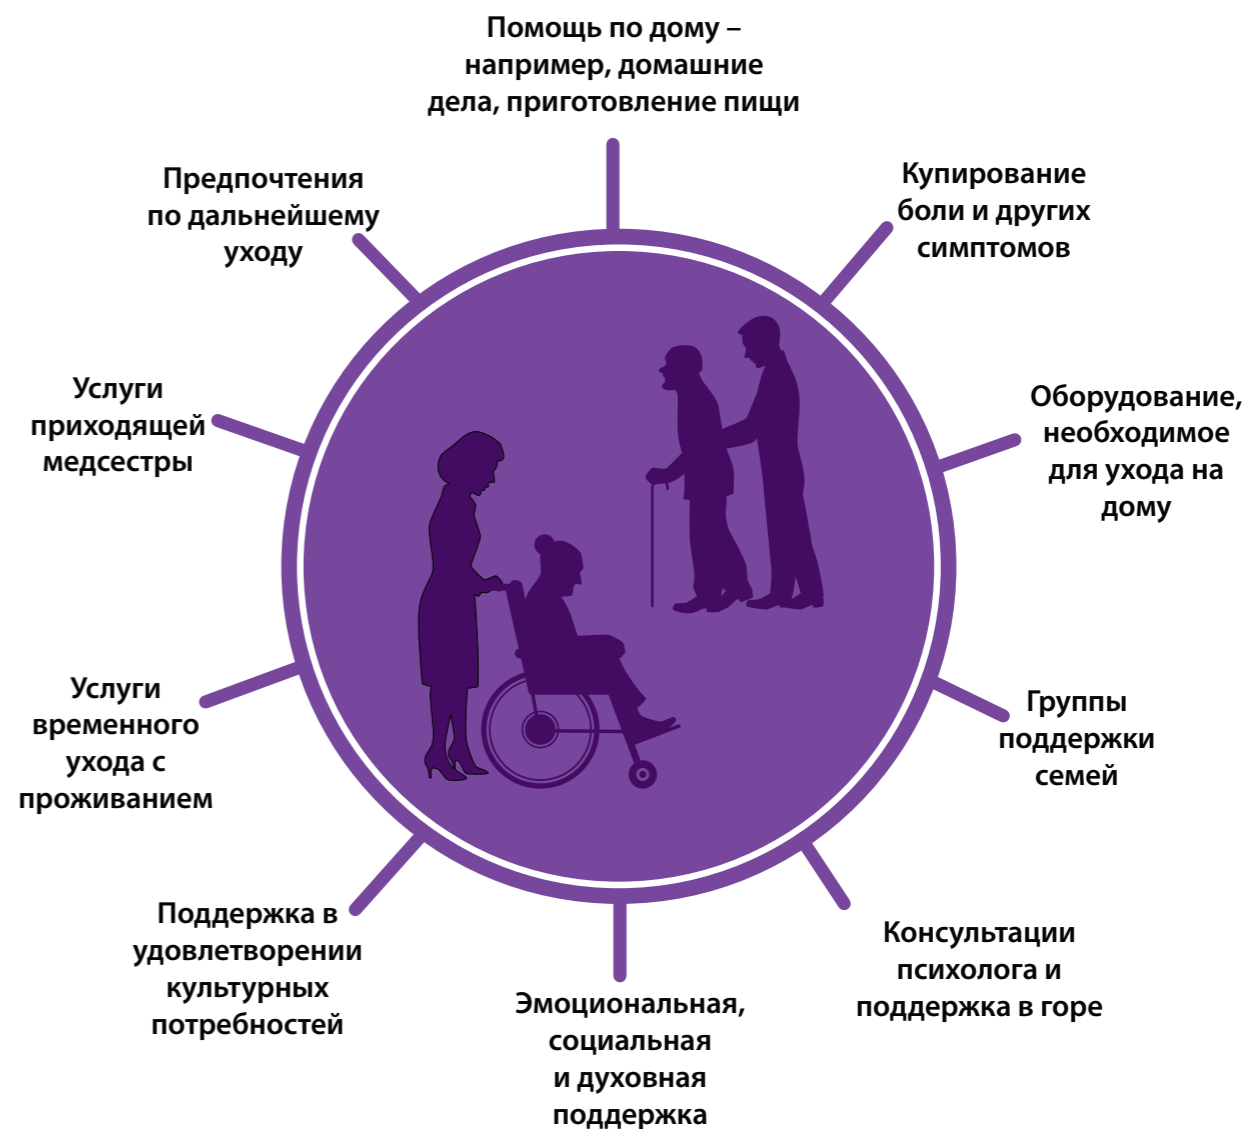 Помощь по дому –
например, домашние
дела, приготовление пищи
Купирование
боли и других
симптомов
Оборудование,
необходимое
для ухода на
дому
Группы
поддержки
семей
Консультации
психолога и
поддержка в горе
Эмоциональная,
социальная
и духовная
поддержка
Поддержка в
удовлетворении
культурных
потребностей
Услуги
временного
ухода с
проживанием
Услуги
приходящей
медсестры
Предпочтения
по дальнейшему
уходу